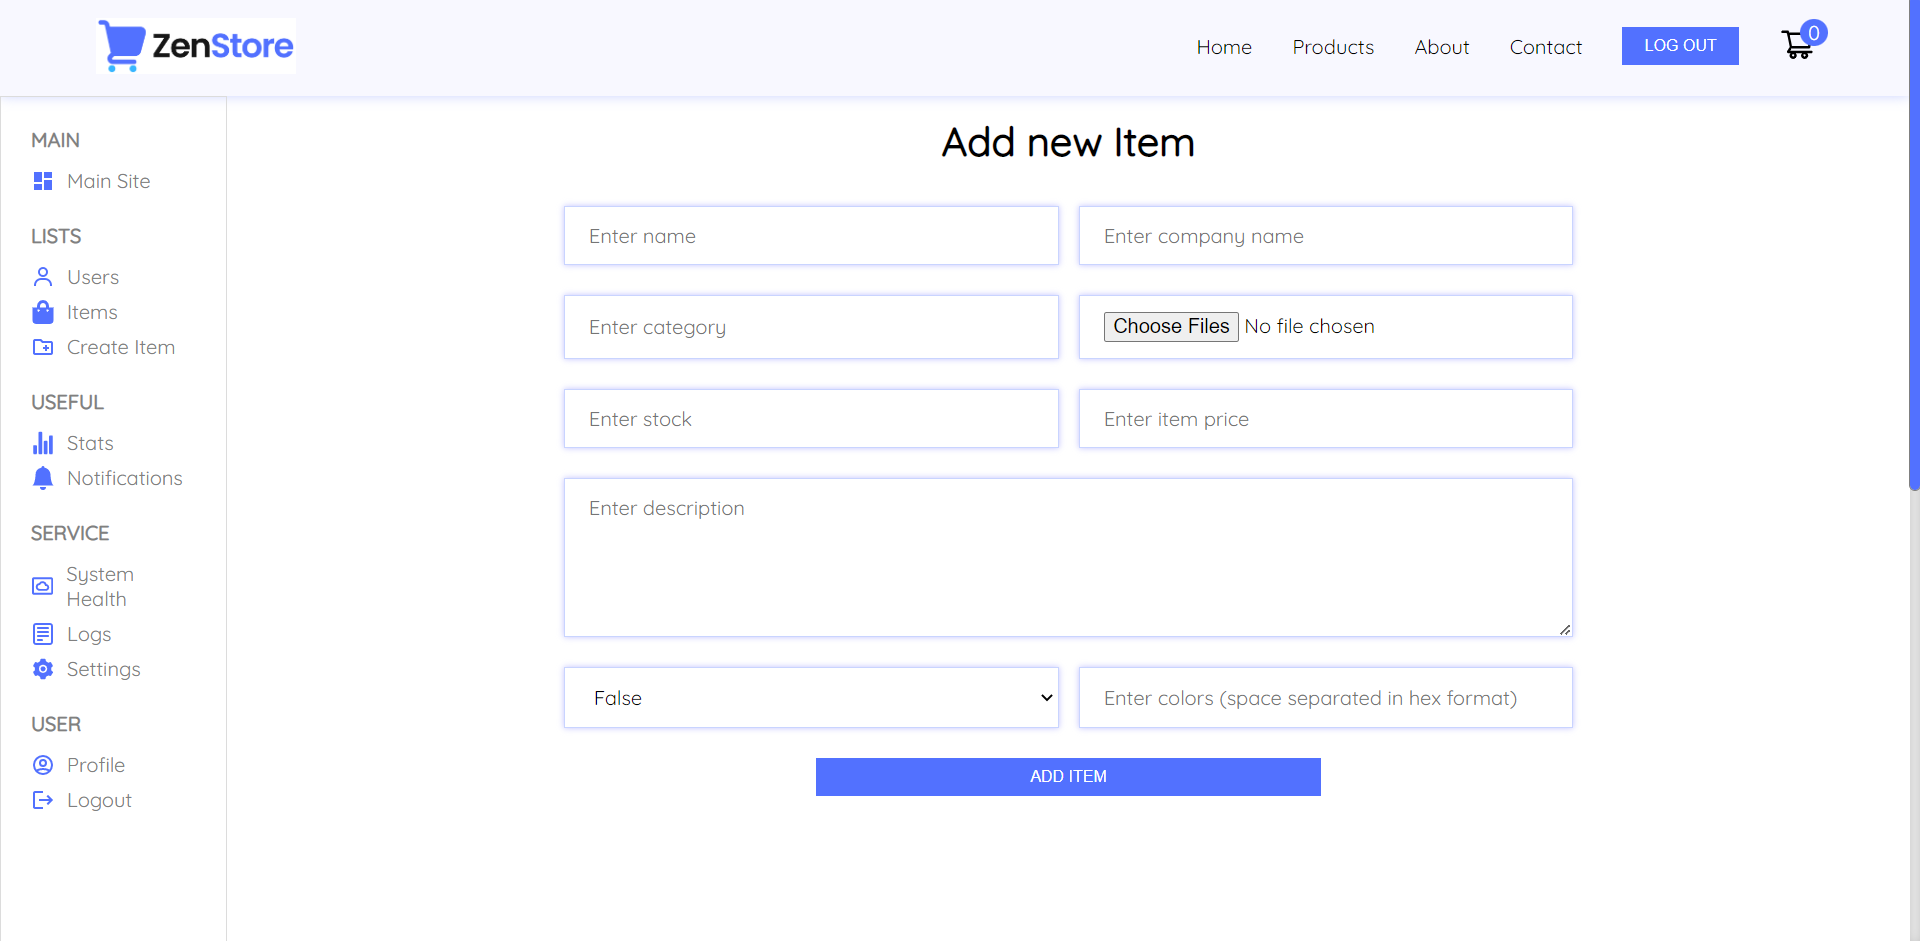 ZenStore
Home Products About Contact LOG OUT 0
MAIN
Main Site
LISTS
Users
Items
Create Item
USEFUL
Stats
Notifications
SERVICE
System
Health
Logs
Settings
USER
Profile
Logout
Add new Item
Enter name
Enter company name
Enter category
Choose Files No file chosen
Enter stock
Enter item price
Enter description
False
Enter colors (space separated in hex format)
ADD ITEM